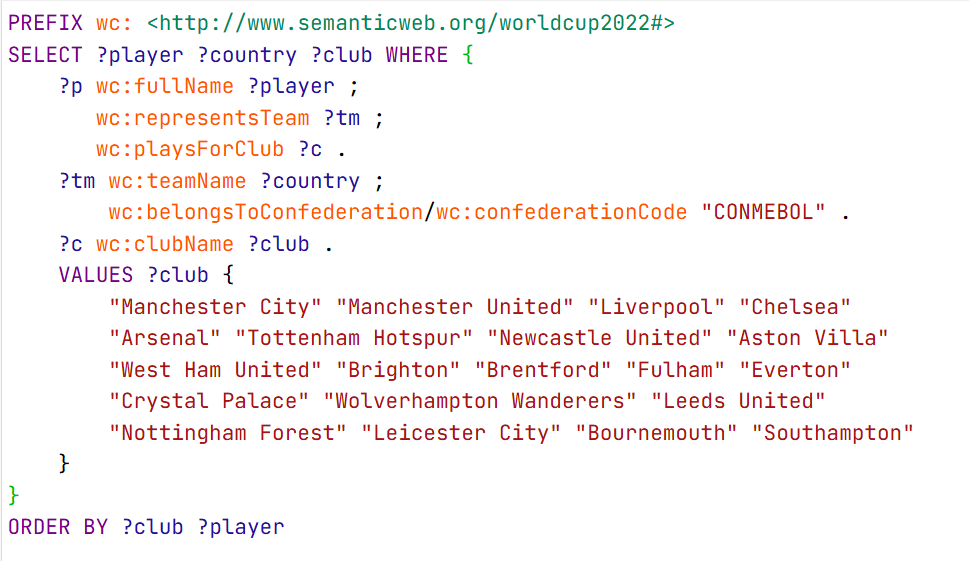 PREFIX wc: <http://www.semanticweb.org/worldcup2022#>
SELECT ?player ?country ?club WHERE {
    ?p wc:fullName ?player ;
       wc:representsTeam ?tm ;
       wc:playsForClub ?c .
    ?tm wc:teamName ?country ;
        wc:belongsToConfederation/wc:confederationCode "CONMEBOL" .
    ?c wc:clubName ?club .
    VALUES ?club {
        "Manchester City" "Manchester United" "Liverpool" "Chelsea"
        "Arsenal" "Tottenham Hotspur" "Newcastle United" "Aston Villa"
        "West Ham United" "Brighton" "Brentford" "Fulham" "Everton"
        "Crystal Palace" "Wolverhampton Wanderers" "Leeds United"
        "Nottingham Forest" "Leicester City" "Bournemouth" "Southampton"
    }
}
ORDER BY ?club ?player